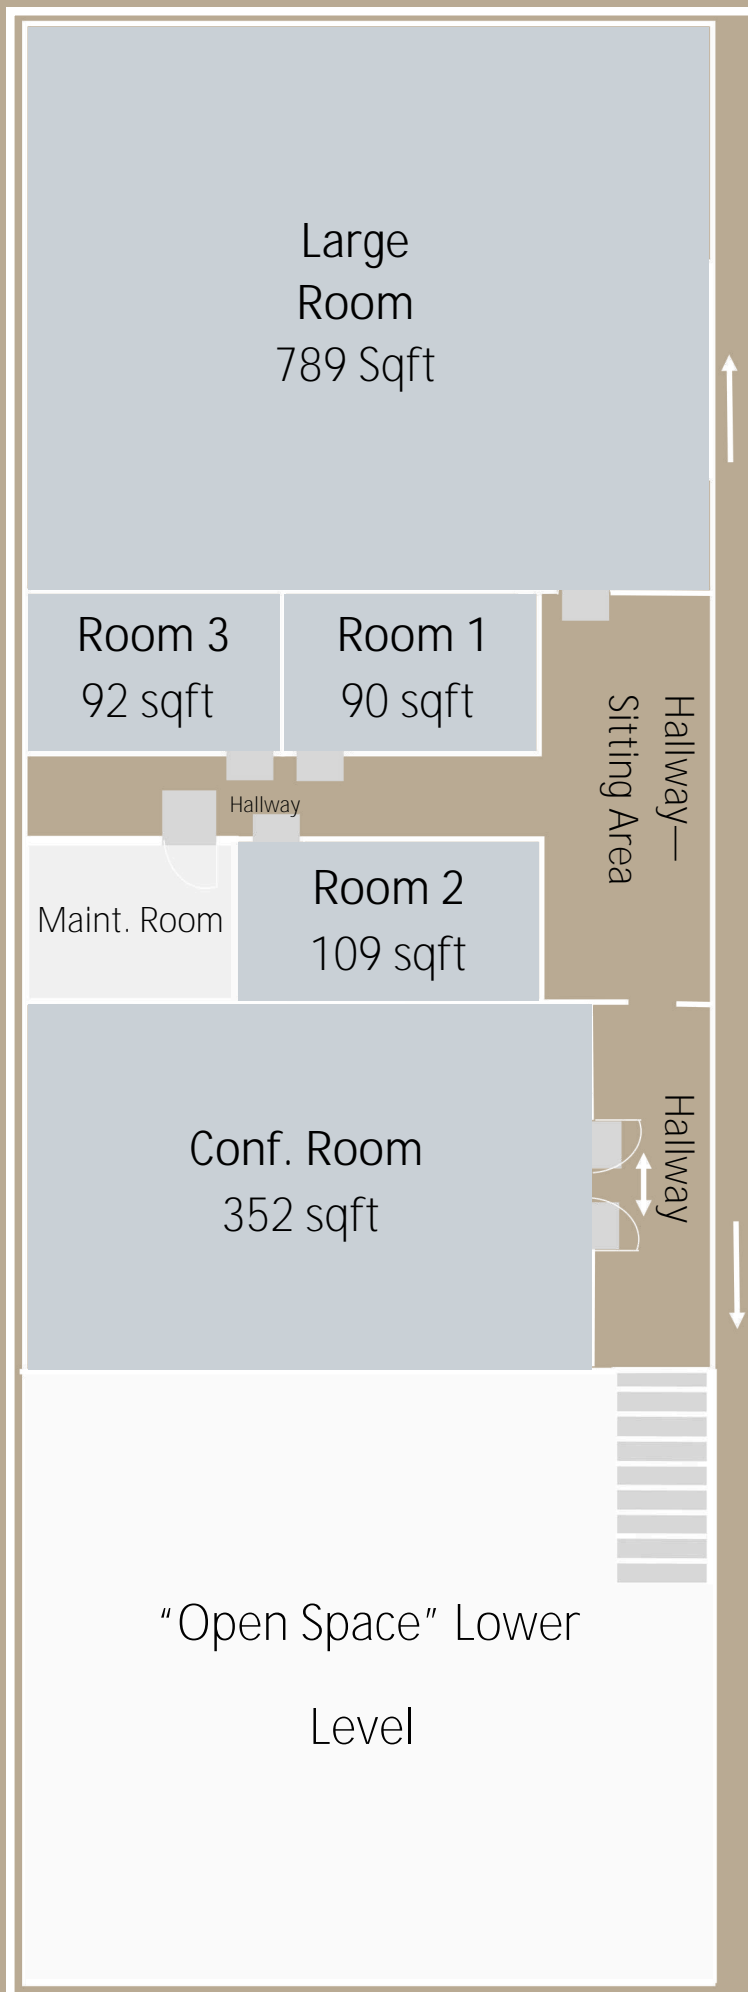 Large
Room
789 Sqft
Room 3
92 sqft
Room 1
90 sqft
Hallway—
Sitting Area
Hallway
Maint. Room
Room 2
109 sqft
Conf. Room
352 sqft
Hallway
“Open Space” Lower
Level